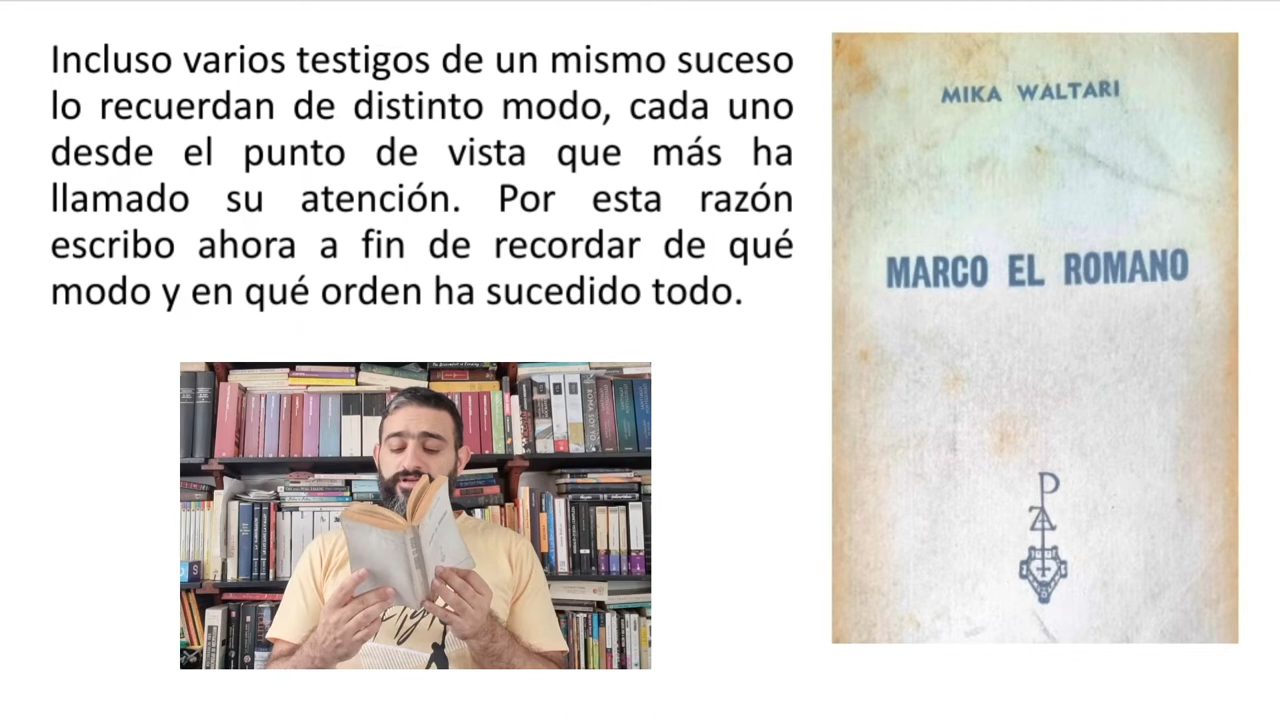 Incluso varios testigos de un mismo suceso
lo recuerdan de distinto modo, cada uno
desde el punto de vista que más ha
llamado su atención. Por esta razón
escribo ahora a fin de recordar de qué
modo y en qué orden ha sucedido todo.
MIKA WALTARI
MARCO EL ROMANO